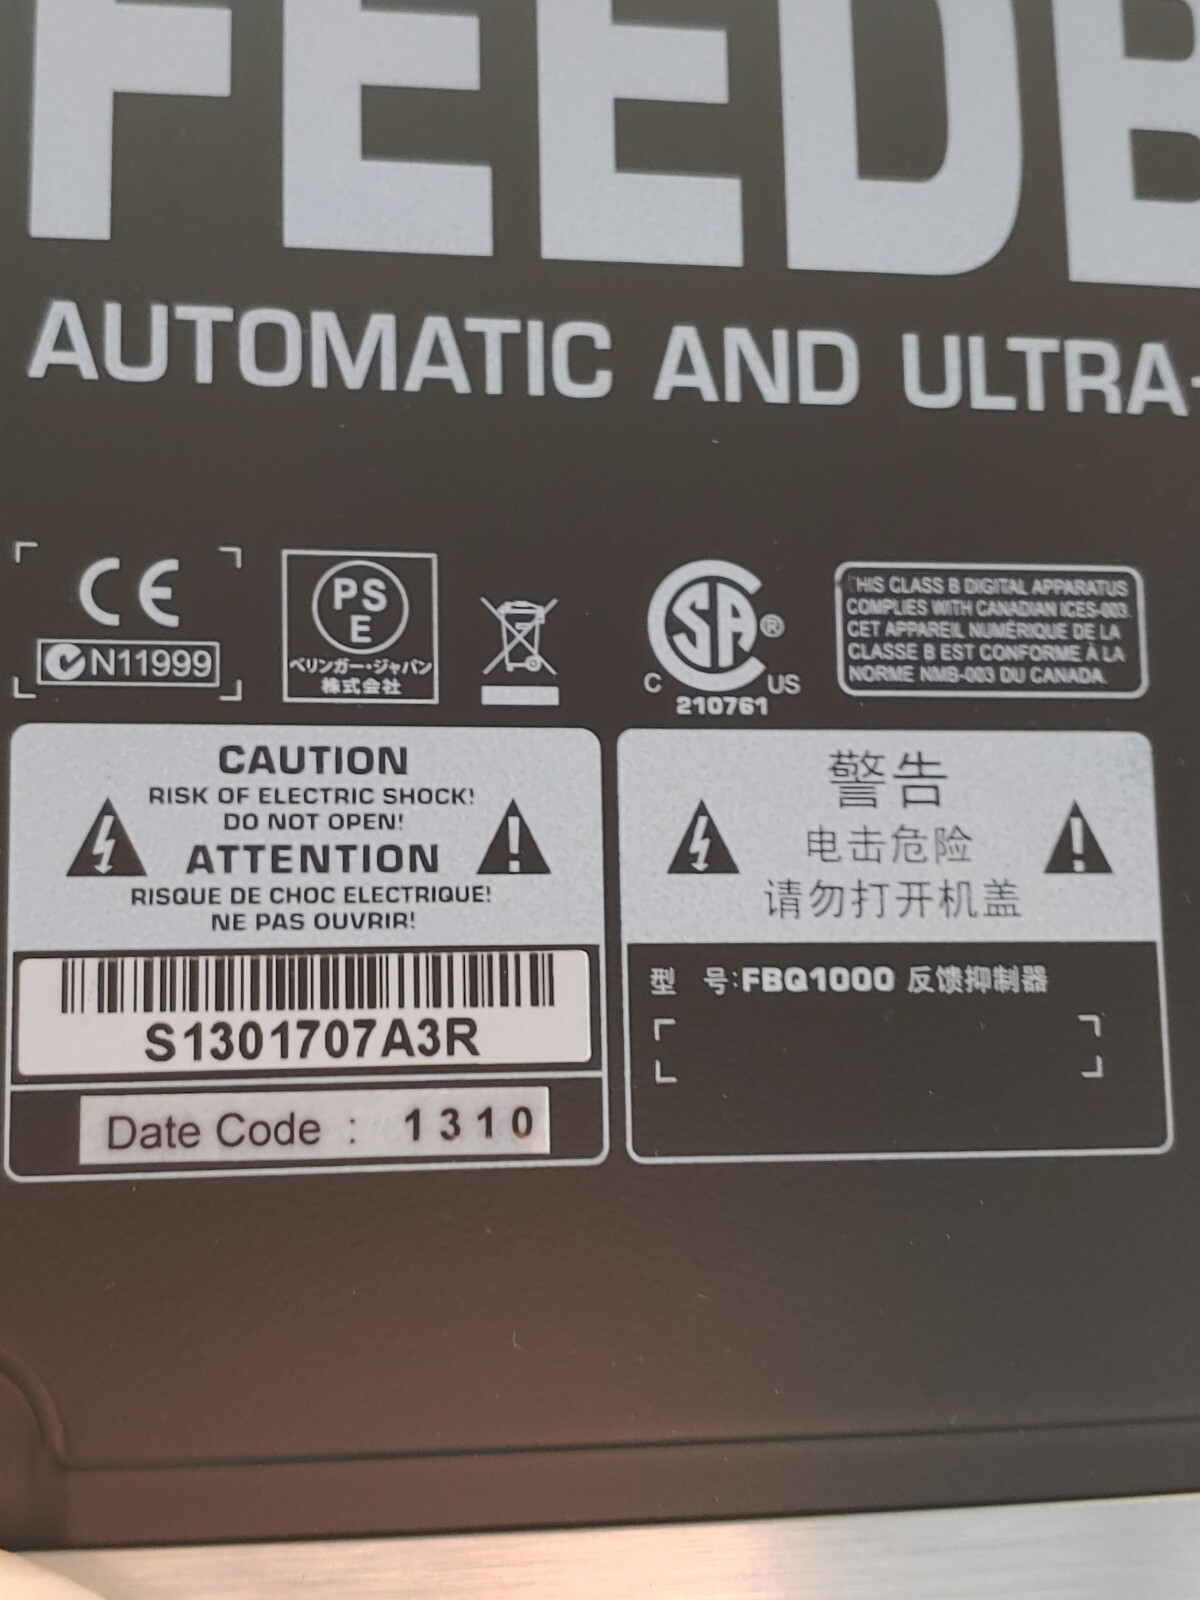 FEEDB
AUTOMATIC AND ULTRA-
CE
N11999
PS
E
ベリンガー・ジャパン
株式会社
SA®
C US
210761
THIS CLASS B DIGITAL APPARATUS
COMPLIES WITH CANADIAN ICES-003.
CET APPAREIL NUMÉRIQUE DE LA
CLASSE B EST CONFORME À LA
NORME NMB-003 DU CANADA.
CAUTION
RISK OF ELECTRIC SHOCK!
DO NOT OPEN!
ATTENTION
RISQUE DE CHOC ELECTRIQUE!
NE PAS OUVRIR!
S1301707A3R
Date Code : 1310
警告
电击危险
请勿打开机盖
型 号:FBQ1000 反馈抑制器